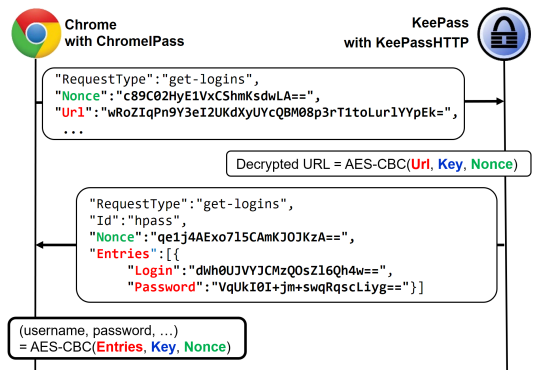 Chrome
with ChromeIPass
KeePass
with KeePassHTTP
"RequestType":"get-logins",
"Nonce":"c89C02HyE1VxCShmKsdwLA==",
"Url":"wRoZIqPn9Y3eI2UKdXyUYcQBM08p3rT1toLurlYYpEk=",
...
Decrypted URL = AES-CBC(Url, Key, Nonce)
"RequestType":"get-logins",
"Id":"hpass",
"Nonce":"qe1j4AExo7l5CAmKJOJKzA==",
"Entries":[{
"Login":"dWh0UJVYJCMzQOsZl6Qh4w==",
"Password":"VqUkI0I+jm+swqRqscLiyg=="}]
(username, password, …)
= AES-CBC(Entries, Key, Nonce)